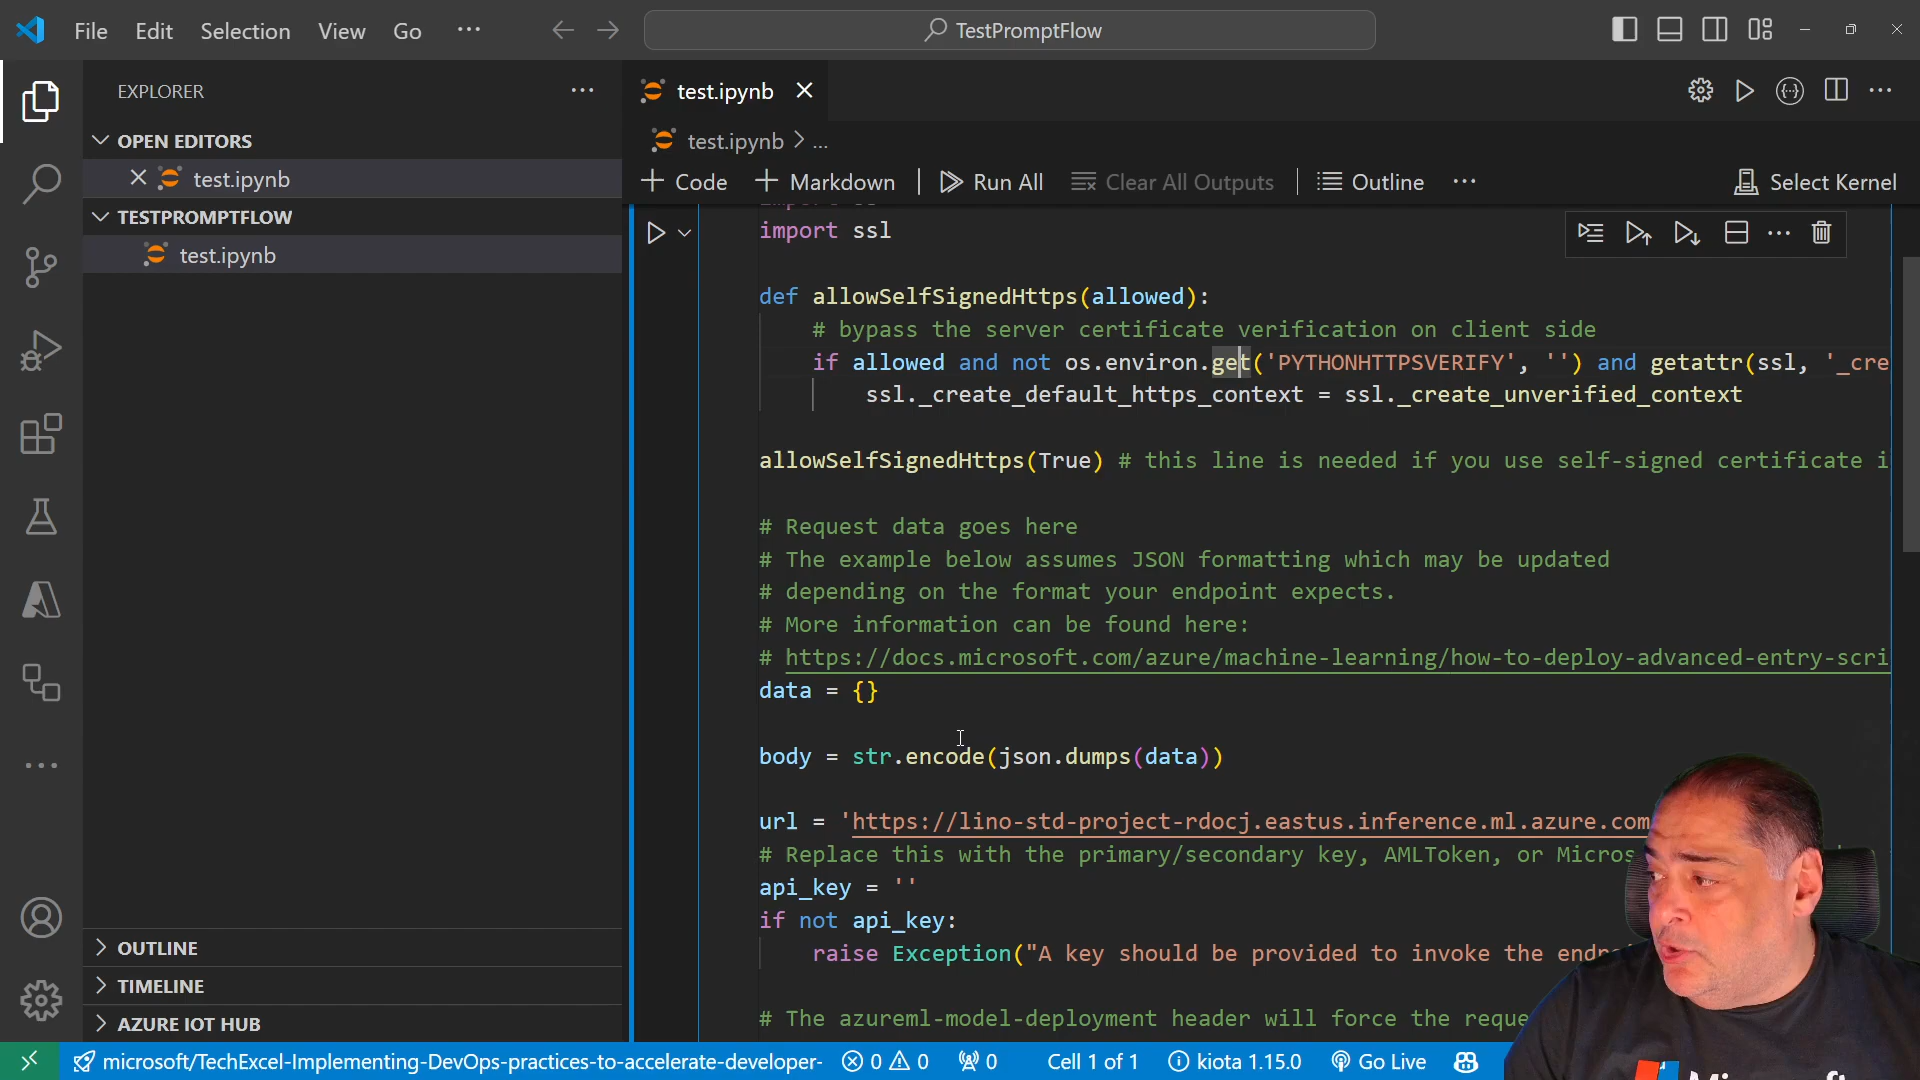 File Edit Selection View Go ··· TestPromptFlow
EXPLORER ···
OPEN EDITORS
test.ipynb
TESTPROMPTFLOW
test.ipynb
OUTLINE
TIMELINE
AZURE IOT HUB
test.ipynb
test.ipynb > ...
+ Code + Markdown | Run All Clear All Outputs | Outline ··· Select Kernel
import ssl
def allowSelfSignedHttps(allowed):
# bypass the server certificate verification on client side
if allowed and not os.environ.get('PYTHONHTTPSVERIFY', '') and getattr(ssl, '_cre
ssl._create_default_https_context = ssl._create_unverified_context
allowSelfSignedHttps(True) # this line is needed if you use self-signed certificate i
# Request data goes here
# The example below assumes JSON formatting which may be updated
# depending on the format your endpoint expects.
# More information can be found here:
# https://docs.microsoft.com/azure/machine-learning/how-to-deploy-advanced-entry-scri
data = {}
body = str.encode(json.dumps(data))
url = 'https://lino-std-project-rdocj.eastus.inference.ml.azure.com
# Replace this with the primary/secondary key, AMLToken, or Micros
api_key = ''
if not api_key:
raise Exception("A key should be provided to invoke the endp
# The azureml-model-deployment header will force the reque
microsoft/TechExcel-Implementing-DevOps-practices-to-accelerate-developer- 0 0 0 Cell 1 of 1 kiota 1.15.0 Go Live